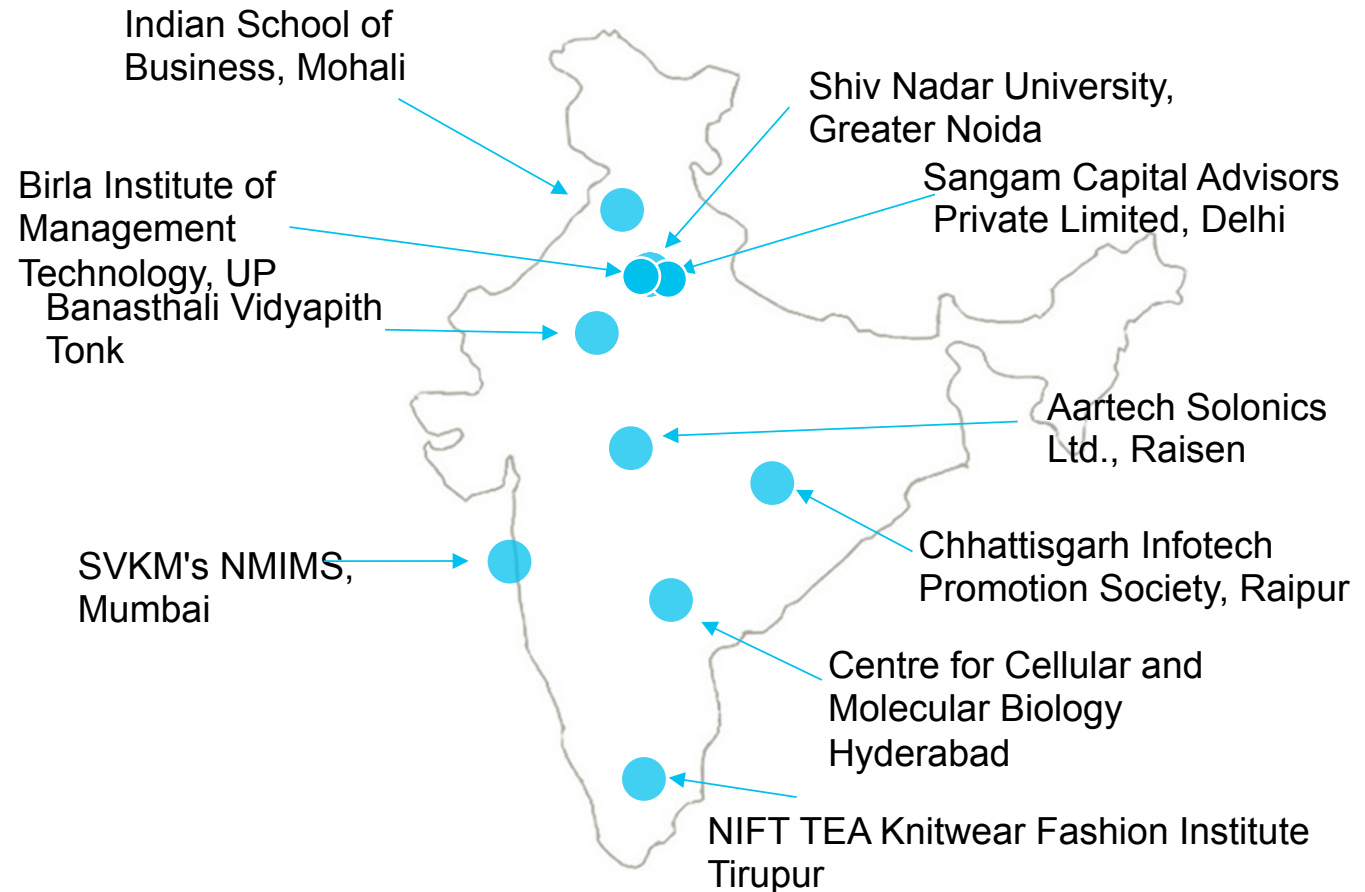 Indian School of
Business, Mohali
Shiv Nadar University,
Greater Noida
Birla Institute of
Management
Technology, UP
Sangam Capital Advisors
Private Limited, Delhi
Banasthali Vidyapith
Tonk
Aartech Solonics
Ltd., Raisen
SVKM's NMIMS,
Mumbai
Chhattisgarh Infotech
Promotion Society, Raipur
Centre for Cellular and
Molecular Biology
Hyderabad
NIFT TEA Knitwear Fashion Institute
Tirupur